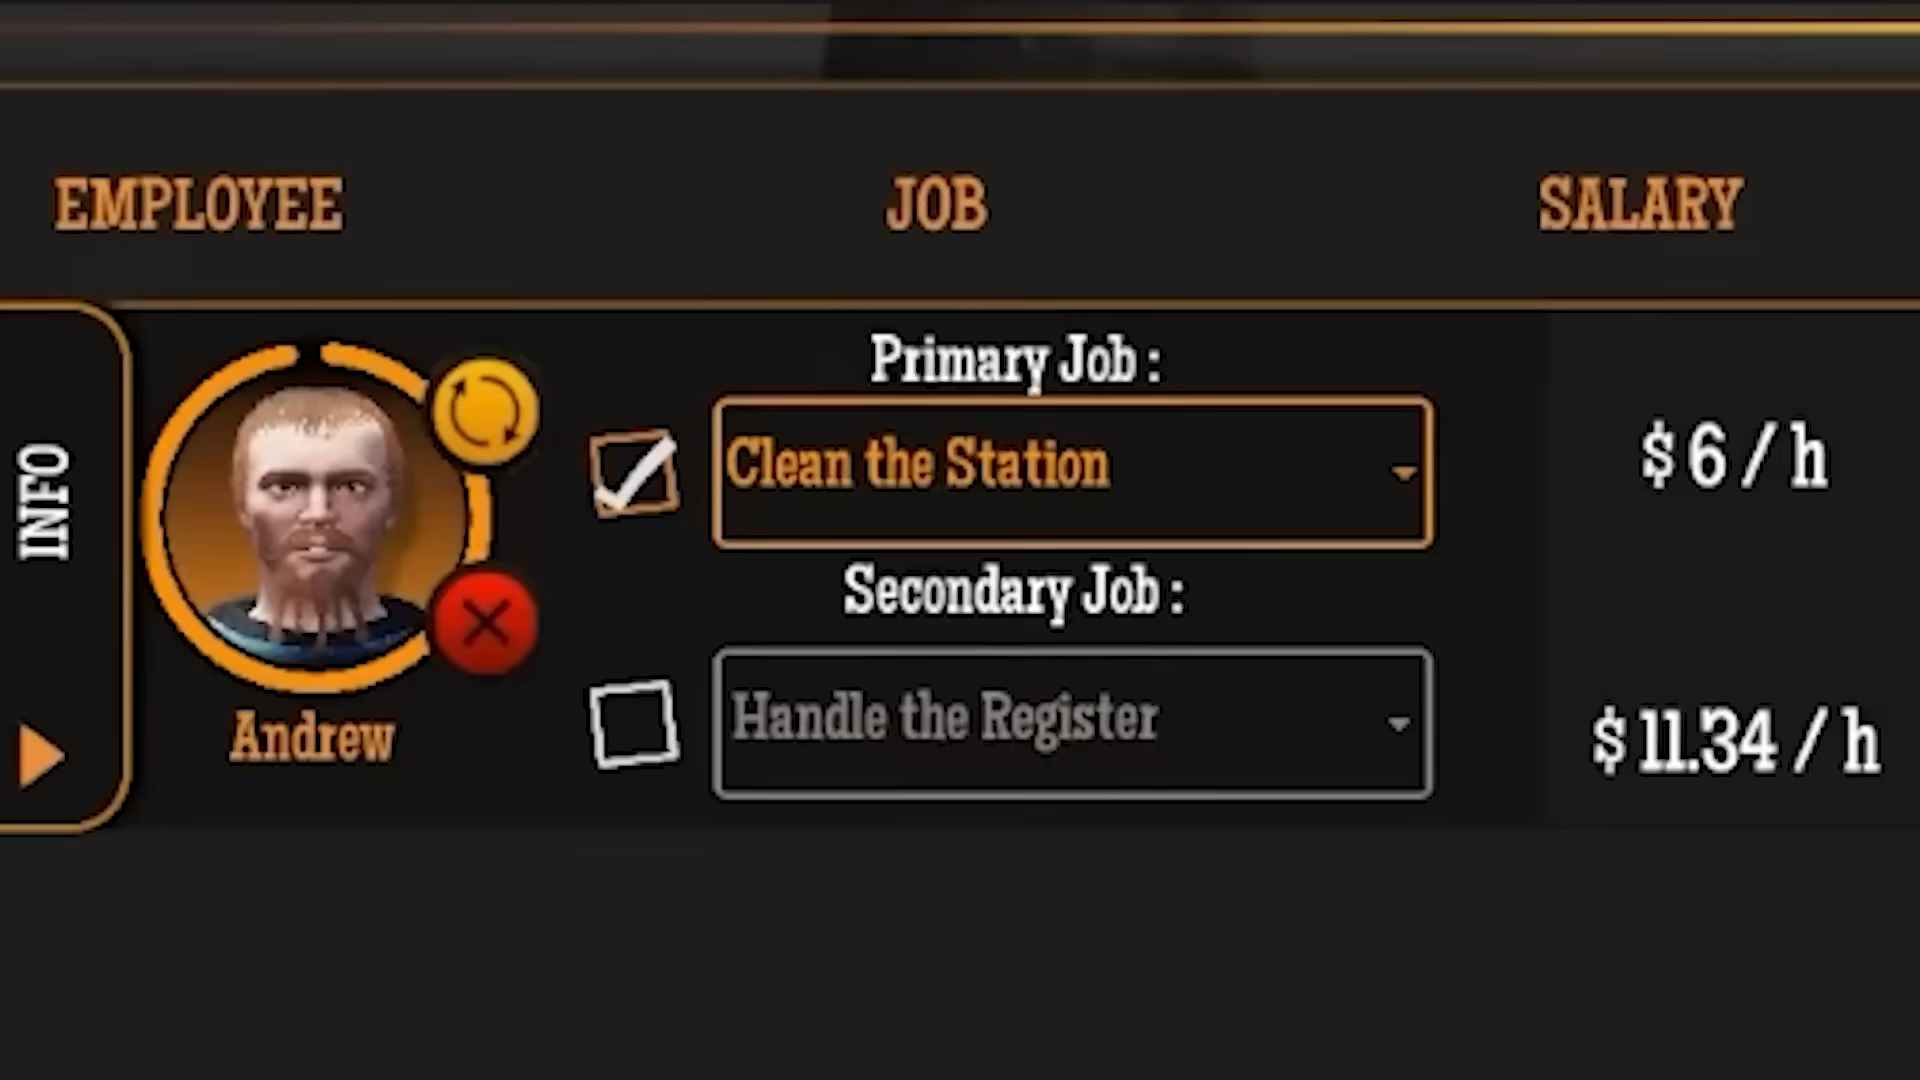 EMPLOYEE JOB SALARY
INFO
Primary Job :
Clean the Station
$ 6 / h
Secondary Job :
Handle the Register
$ 11.34 / h
Andrew